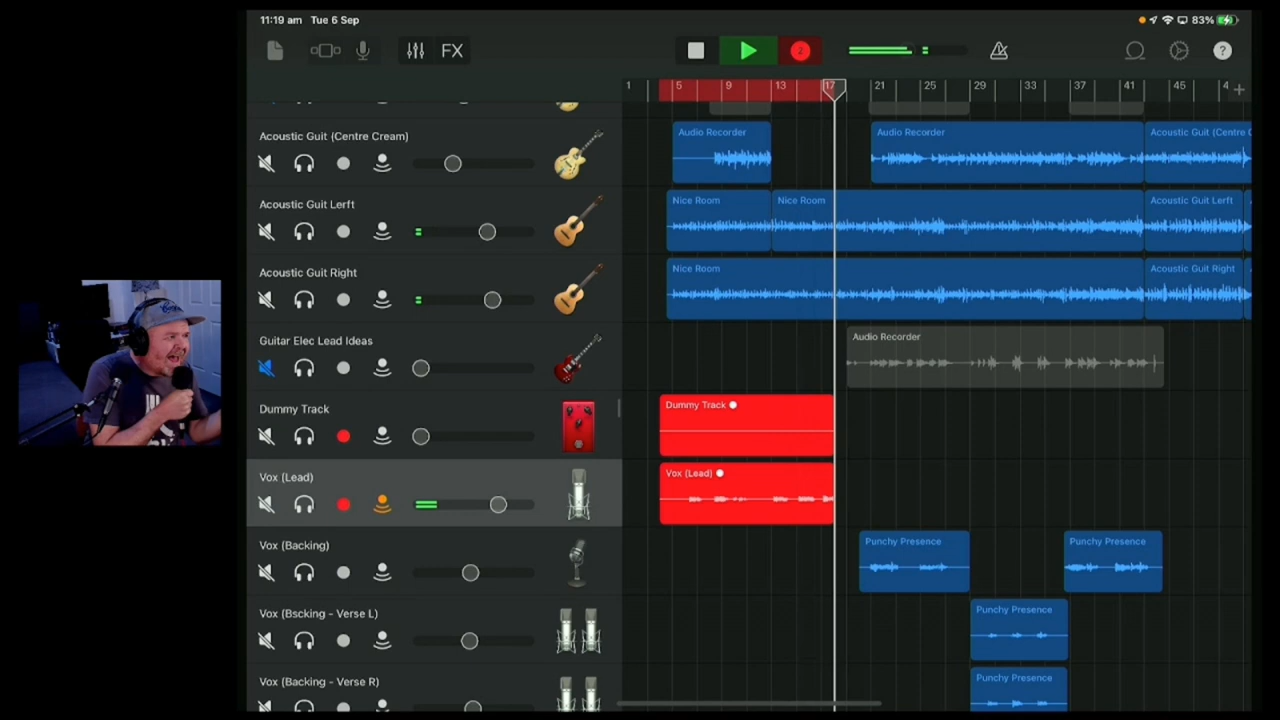 11:19 am Tue 6 Sep
83%
FX
2
?
1 5 9 13 17 21 25 29 33 37 41 45 4
Acoustic Guit (Centre Cream)
Audio Recorder
Audio Recorder
Acoustic Guit (Centre C
Acoustic Guit Lerft
Nice Room
Nice Room
Acoustic Guit Lerft
Acoustic Guit Right
Nice Room
Acoustic Guit Right
Guitar Elec Lead Ideas
Audio Recorder
Dummy Track
Dummy Track
Vox (Lead)
Vox (Lead)
Vox (Backing)
Punchy Presence
Punchy Presence
Vox (Bscking - Verse L)
Punchy Presence
Vox (Backing - Verse R)
Punchy Presence